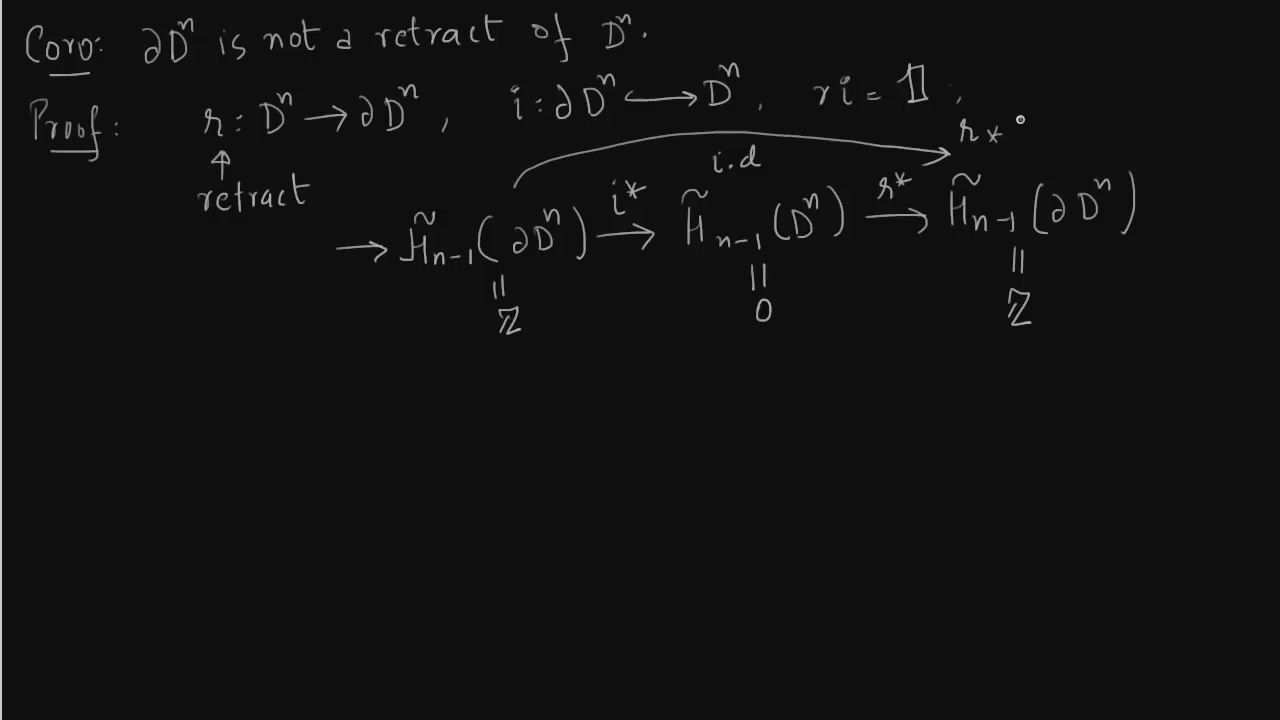 Coro: ∂Dⁿ is not a retract of Dⁿ.
Proof: r : Dⁿ → ∂Dⁿ, i : ∂Dⁿ ↪ Dⁿ, ri = 𝟙,
r*
↑
retract
i.d
→ H̃ₙ₋₁(∂Dⁿ) —i*→ H̃ₙ₋₁(Dⁿ) —r*→ H̃ₙ₋₁(∂Dⁿ)
|| || ||
ℤ 0 ℤ